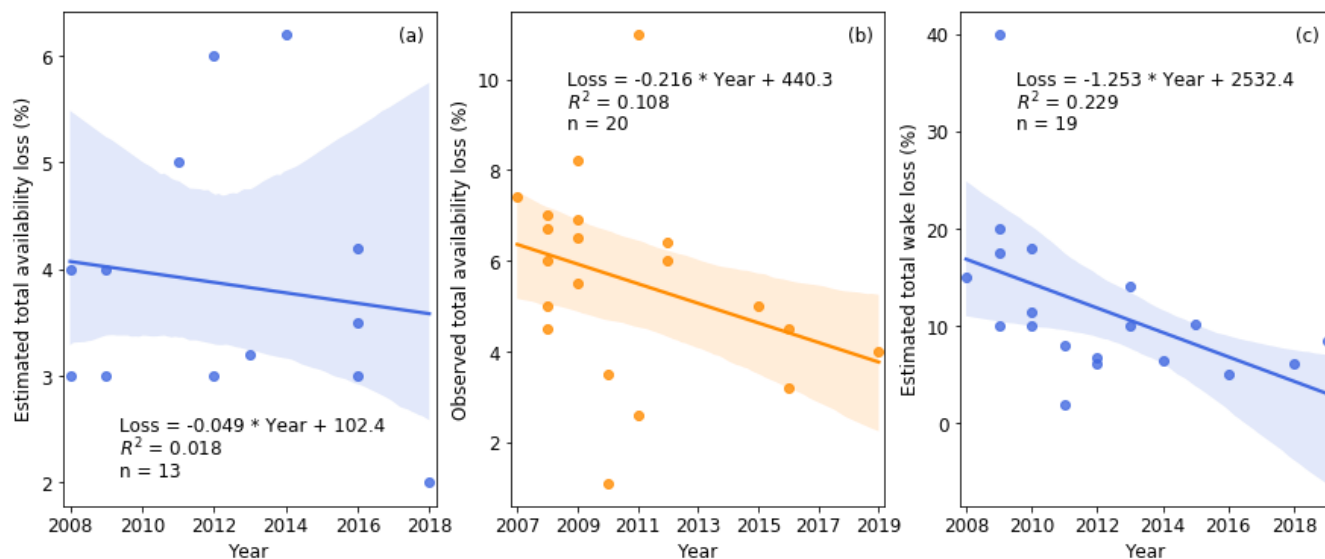 (a)
Estimated total availability loss (%)
6
5
4
3
2
Loss = -0.049 * Year + 102.4
R² = 0.018
n = 13
2008 2010 2012 2014 2016 2018
Year
(b)
Observed total availability loss (%)
10
8
6
4
2
Loss = -0.216 * Year + 440.3
R² = 0.108
n = 20
2007 2009 2011 2013 2015 2017 2019
Year
(c)
Estimated total wake loss (%)
40
30
20
10
0
Loss = -1.253 * Year + 2532.4
R² = 0.229
n = 19
2008 2010 2012 2014 2016 2018
Year